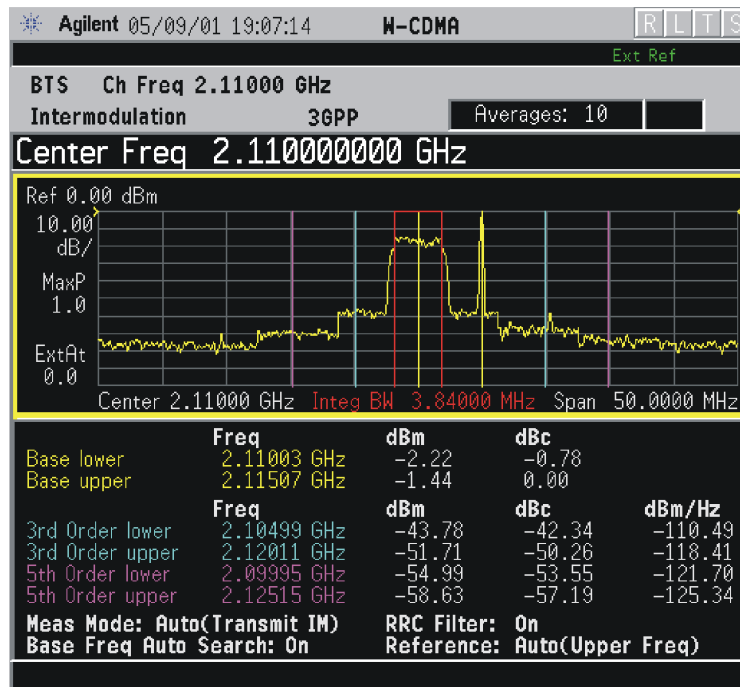 Agilent 05/09/01 19:07:14 W-CDMA R L T S
Ext Ref
BTS Ch Freq 2.11000 GHz
Intermodulation 3GPP Averages: 10
Center Freq 2.110000000 GHz
Ref 0.00 dBm
10.00
dB/
MaxP
1.0
ExtAt
0.0
Center 2.11000 GHz Integ BW 3.84000 MHz Span 50.0000 MHz
Freq dBm dBc
Base lower 2.11003 GHz -2.22 -0.78
Base upper 2.11507 GHz -1.44 0.00
Freq dBm dBc dBm/Hz
3rd Order lower 2.10499 GHz -43.78 -42.34 -110.49
3rd Order upper 2.12011 GHz -51.71 -50.26 -118.41
5th Order lower 2.09995 GHz -54.99 -53.55 -121.70
5th Order upper 2.12515 GHz -58.63 -57.19 -125.34
Meas Mode: Auto(Transmit IM) RRC Filter: On
Base Freq Auto Search: On Reference: Auto(Upper Freq)